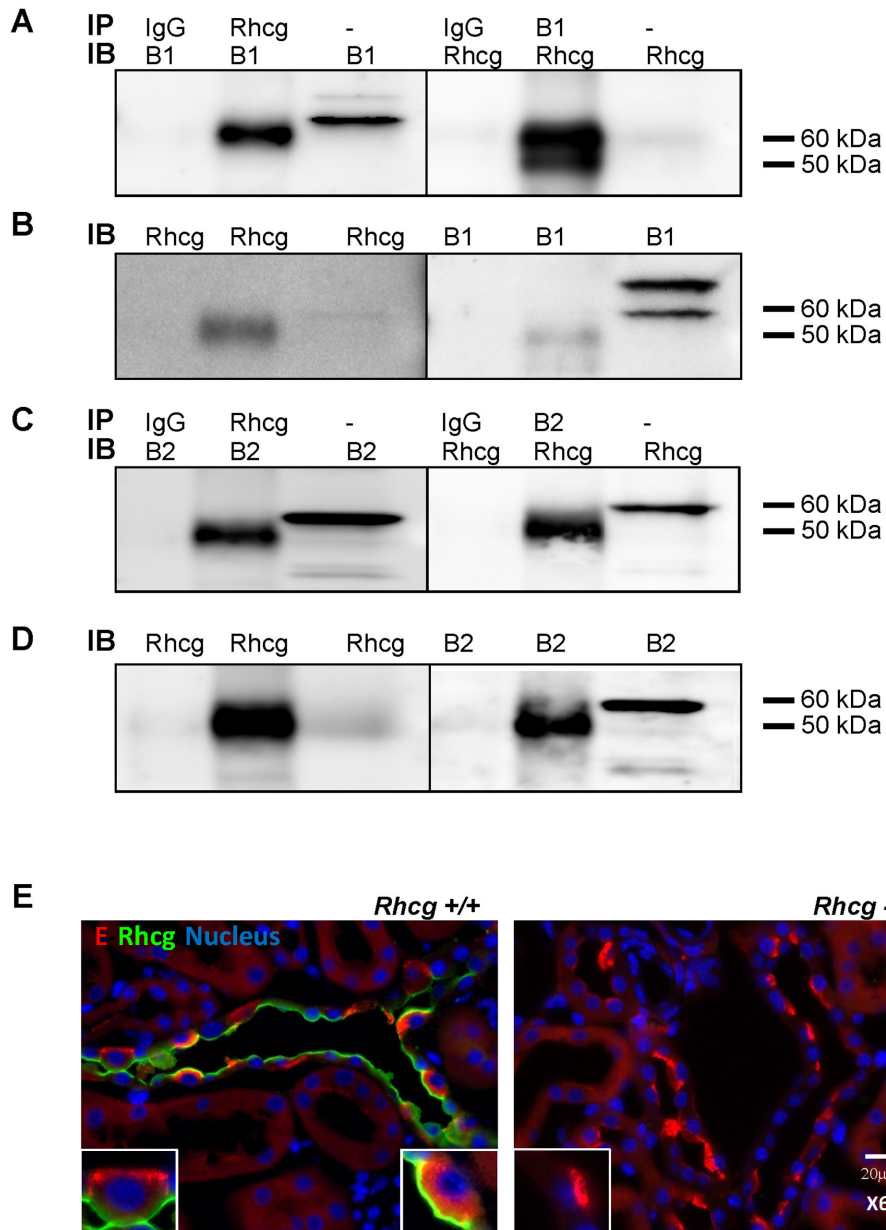 A
IP IgG Rhcg - IgG B1 -
IB B1 B1 B1 Rhcg Rhcg Rhcg
60 kDa
50 kDa
B
IB Rhcg Rhcg Rhcg B1 B1 B1
60 kDa
50 kDa
C
IP IgG Rhcg - IgG B2 -
IB B2 B2 B2 Rhcg Rhcg Rhcg
60 kDa
50 kDa
D
IB Rhcg Rhcg Rhcg B2 B2 B2
60 kDa
50 kDa
E
Rhcg +/+ Rhcg
E Rhcg Nucleus
20µ
X6